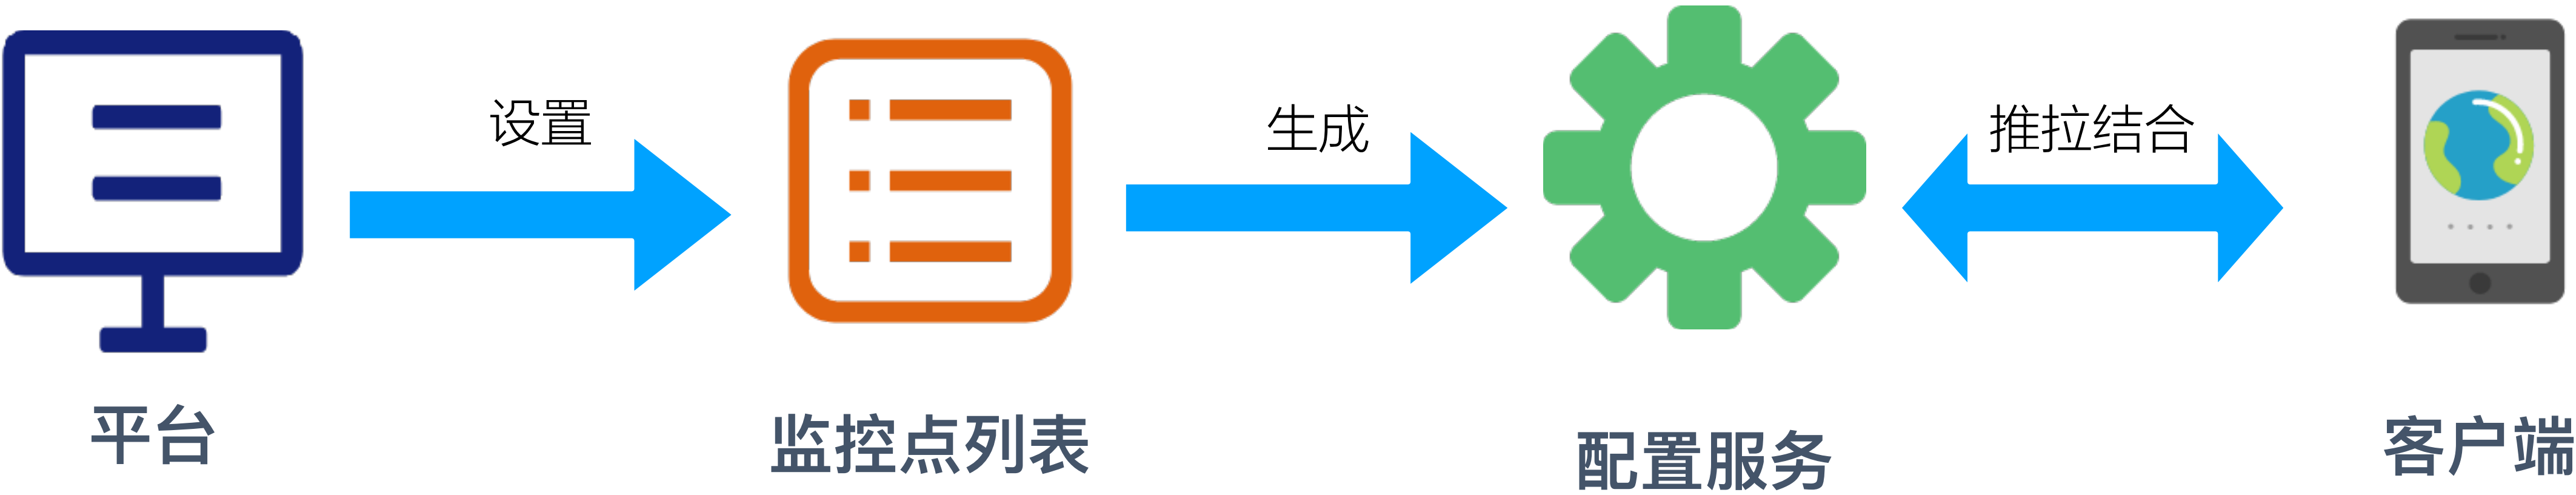 设置
生成
推拉结合
平台
监控点列表
配置服务
客户端